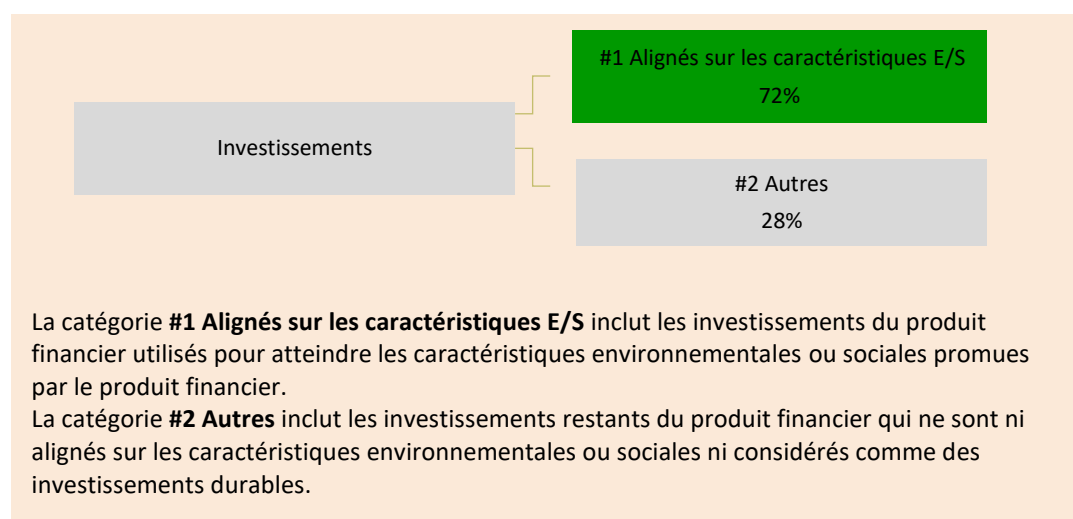 #1 Alignés sur les caractéristiques E/S
72%
Investissements
#2 Autres
28%
La catégorie #1 Alignés sur les caractéristiques E/S inclut les investissements du produit
financier utilisés pour atteindre les caractéristiques environnementales ou sociales promues
par le produit financier.
La catégorie #2 Autres inclut les investissements restants du produit financier qui ne sont ni
alignés sur les caractéristiques environnementales ou sociales ni considérés comme des
investissements durables.